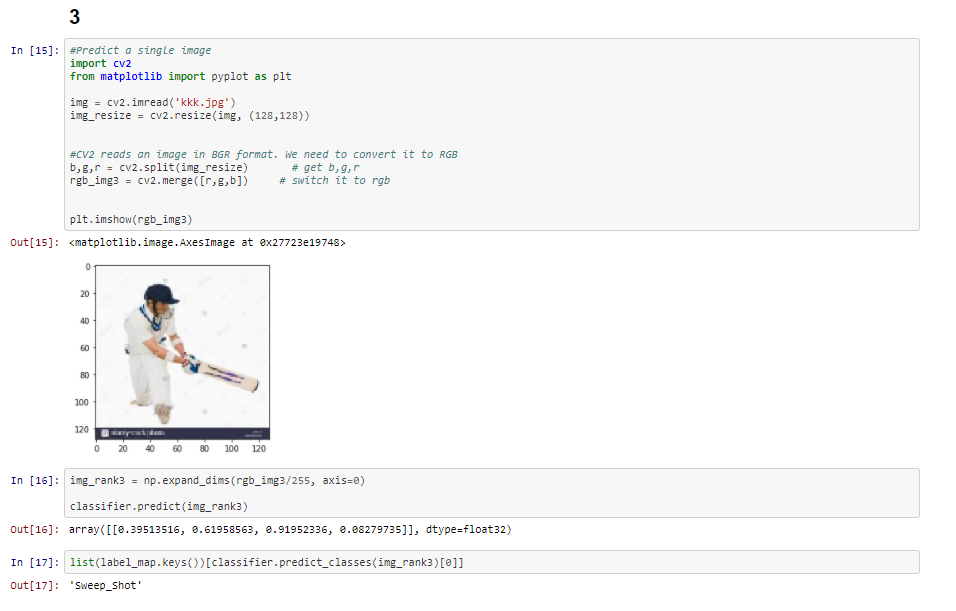 3
In [15]: #Predict a single image
import cv2
from matplotlib import pyplot as plt
img = cv2.imread('kkk.jpg')
img_resize = cv2.resize(img, (128,128))
#CV2 reads an image in BGR format. We need to convert it to RGB
b,g,r = cv2.split(img_resize) # get b,g,r
rgb_img3 = cv2.merge([r,g,b]) # switch it to rgb
plt.imshow(rgb_img3)
Out[15]: <matplotlib.image.AxesImage at 0x27723e19748>
0
20
40
60
80
100
120
0 20 40 60 80 100 120
In [16]: img_rank3 = np.expand_dims(rgb_img3/255, axis=0)
classifier.predict(img_rank3)
Out[16]: array([[0.39513516, 0.61958563, 0.91952336, 0.08279735]], dtype=float32)
In [17]: list(label_map.keys())[classifier.predict_classes(img_rank3)[0]]
Out[17]: 'Sweep_Shot'